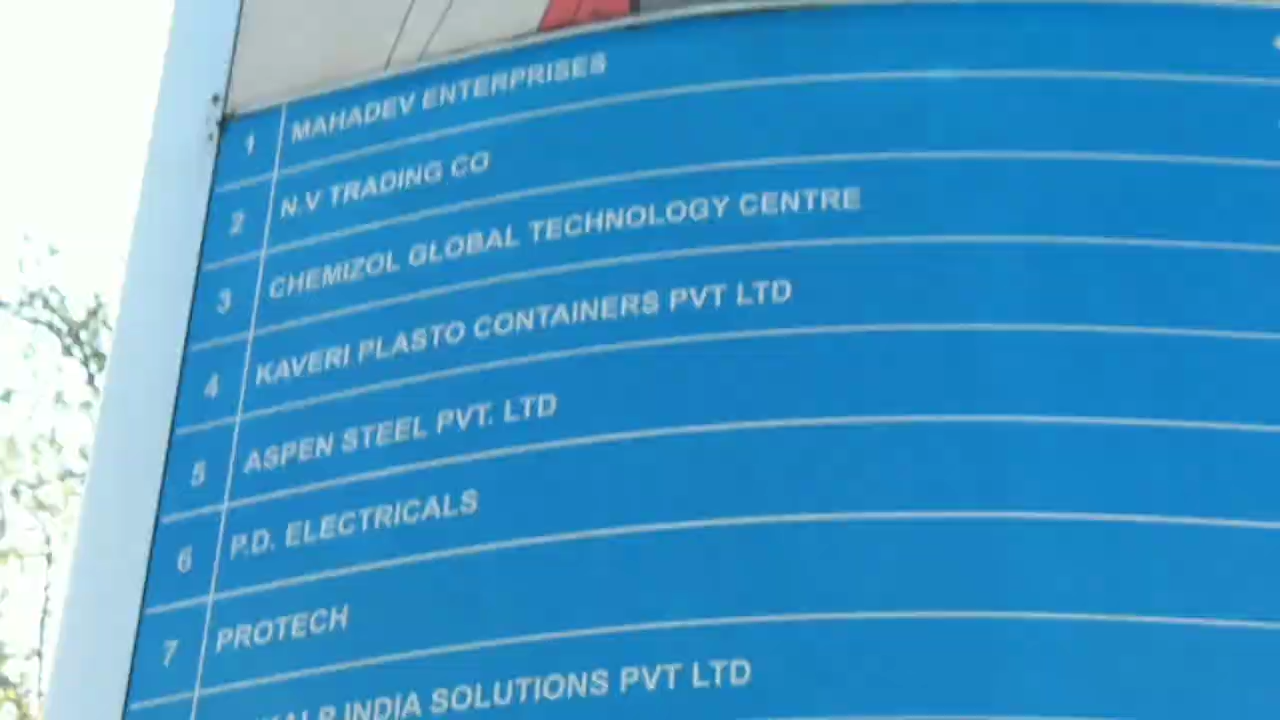 1 MAHADEV ENTERPRISES
2 N.V TRADING CO
3 CHEMIZOL GLOBAL TECHNOLOGY CENTRE
4 KAVERI PLASTO CONTAINERS PVT LTD
5 ASPEN STEEL PVT. LTD
6 P.D. ELECTRICALS
7 PROTECH
INDIA SOLUTIONS PVT LTD